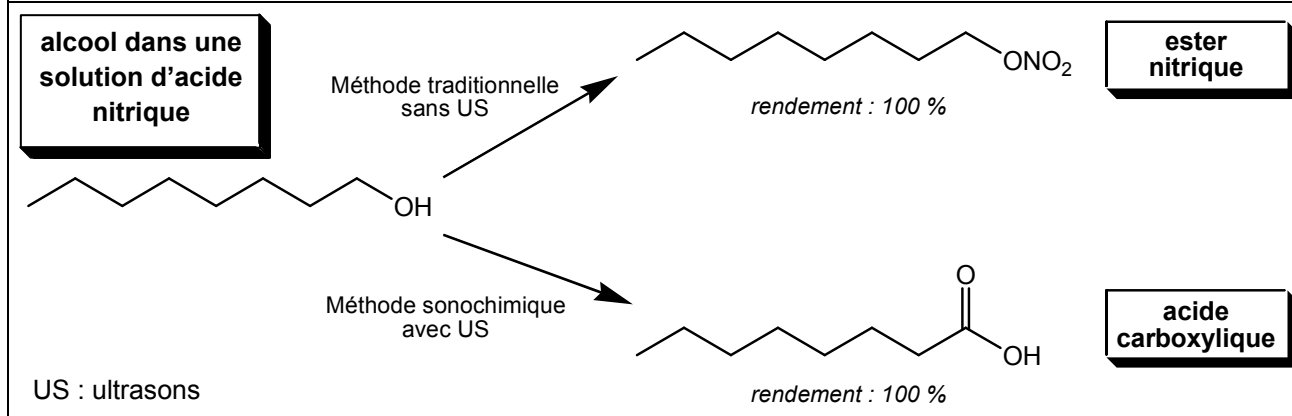 alcool dans une
solution d’acide
nitrique
Méthode traditionnelle
sans US
ONO₂
rendement : 100 %
ester
nitrique
OH
Méthode sonochimique
avec US
O
OH
rendement : 100 %
acide
carboxylique
US : ultrasons